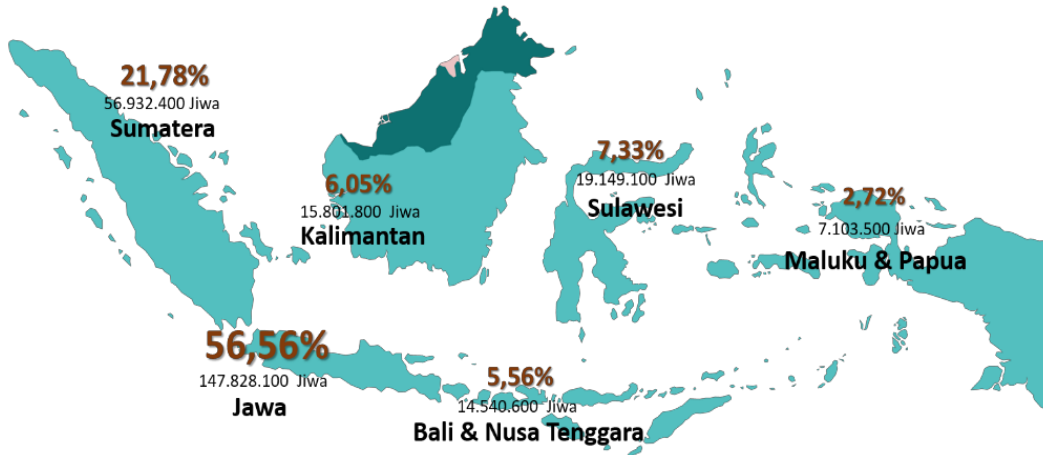 21,78%
56.932.400 Jiwa
Sumatera
6,05%
15.801.800 Jiwa
Kalimantan
7,33%
19.149.100 Jiwa
Sulawesi
2,72%
7.103.500 Jiwa
Maluku & Papua
56,56%
147.828.100 Jiwa
Jawa
5,56%
14.540.600 Jiwa
Bali & Nusa Tenggara